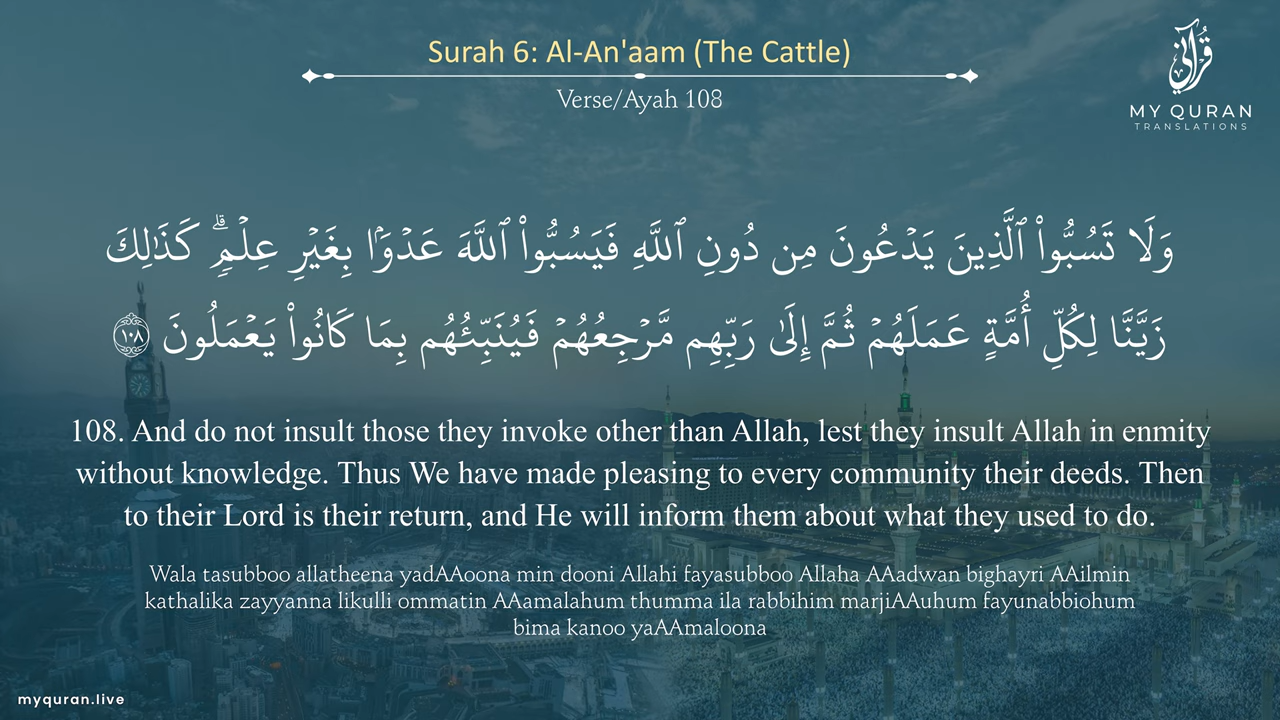 Surah 6: Al-An'aam (The Cattle)
Verse/Ayah 108
قُرْآنِي
MY QURAN
TRANSLATIONS
وَلَا تَسُبُّوا۟ ٱلَّذِينَ يَدْعُونَ مِن دُونِ ٱللَّهِ فَيَسُبُّوا۟ ٱللَّهَ عَدْوًۢا بِغَيْرِ عِلْمٍۢ ۗ كَذَٰلِكَ
زَيَّنَّا لِكُلِّ أُمَّةٍ عَمَلَهُمْ ثُمَّ إِلَىٰ رَبِّهِم مَّرْجِعُهُمْ فَيُنَبِّئُهُم بِمَا كَانُوا۟ يَعْمَلُونَ ١٠٨
108. And do not insult those they invoke other than Allah, lest they insult Allah in enmity
without knowledge. Thus We have made pleasing to every community their deeds. Then
to their Lord is their return, and He will inform them about what they used to do.
Wala tasubboo allatheena yadAAoona min dooni Allahi fayasubboo Allaha AAadwan bighayri AAilmin
kathalika zayyanna likulli ommatin AAamalahum thumma ila rabbihim marjiAAuhum fayunabbiohum
bima kanoo yaAAmaloona
myquran.live